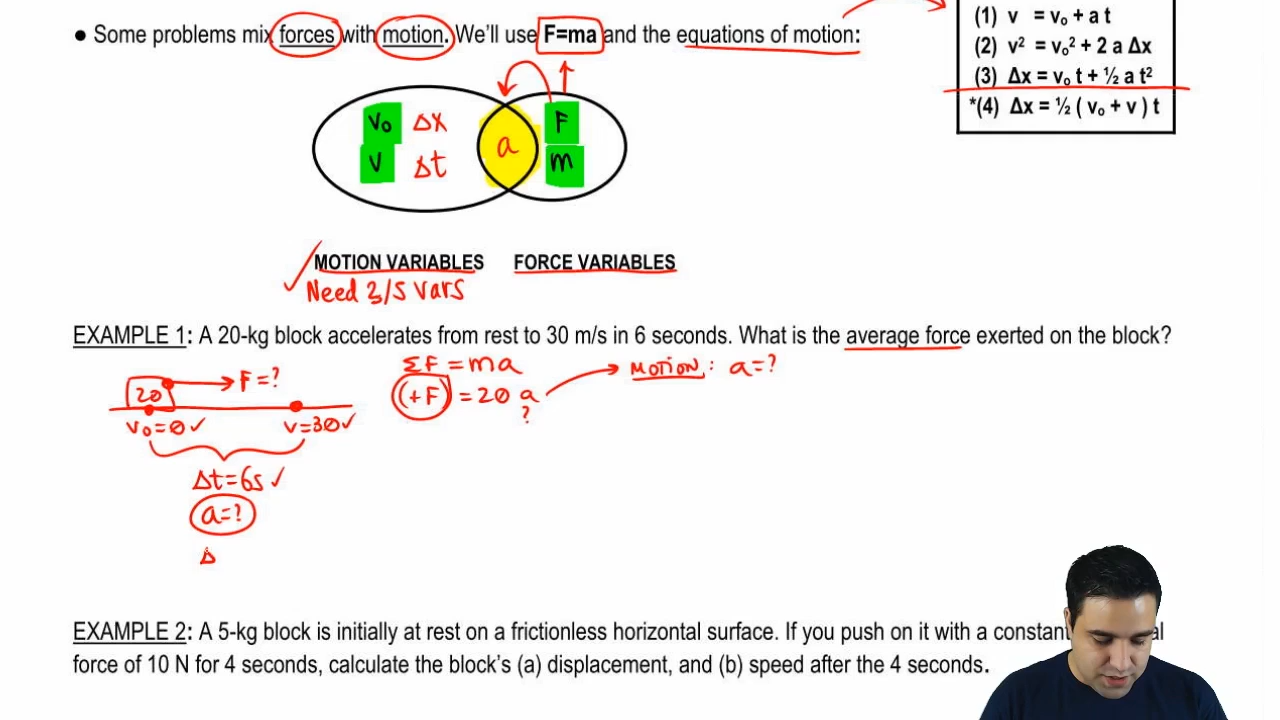 ● Some problems mix forces with motion. We'll use F=ma and the equations of motion:
(1) v = v₀ + a t
(2) v² = v₀² + 2 a Δx
(3) Δx = v₀ t + ½ a t²
*(4) Δx = ½ ( v₀ + v ) t
v₀ Δx a F
v Δt m
MOTION VARIABLES FORCE VARIABLES
Need 3/5 vars
EXAMPLE 1: A 20-kg block accelerates from rest to 30 m/s in 6 seconds. What is the average force exerted on the block?
20 F=?
v₀=0✓ v=30✓
Δt=6s ✓
a=?
Δ
ΣF = ma
(+F) = 20 a
?
MOTION: a=?
EXAMPLE 2: A 5-kg block is initially at rest on a frictionless horizontal surface. If you push on it with a constant al
force of 10 N for 4 seconds, calculate the block's (a) displacement, and (b) speed after the 4 seconds.